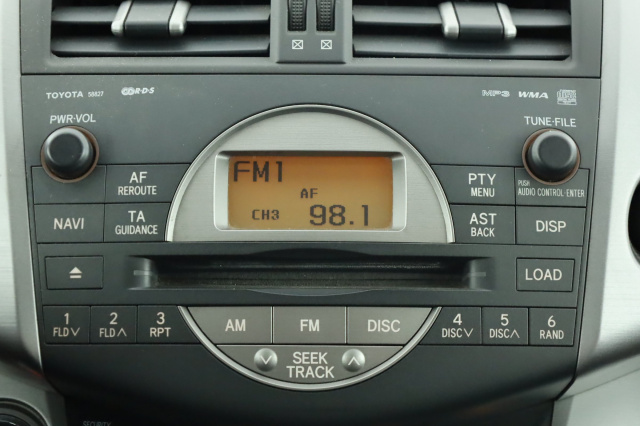 TOYOTA 58827 R·D·S MP3 WMA
PWR·VOL TUNE·FILE
FM1
AF
CH3 98.1
AF REROUTE
PTY MENU
PUSH AUDIO CONTROL·ENTER
NAVI
TA GUIDANCE
AST BACK
DISP
LOAD
1 FLD ∨
2 FLD ∧
3 RPT
AM
FM
DISC
4 DISC ∨
5 DISC ∧
6 RAND
SEEK TRACK
SECURITY